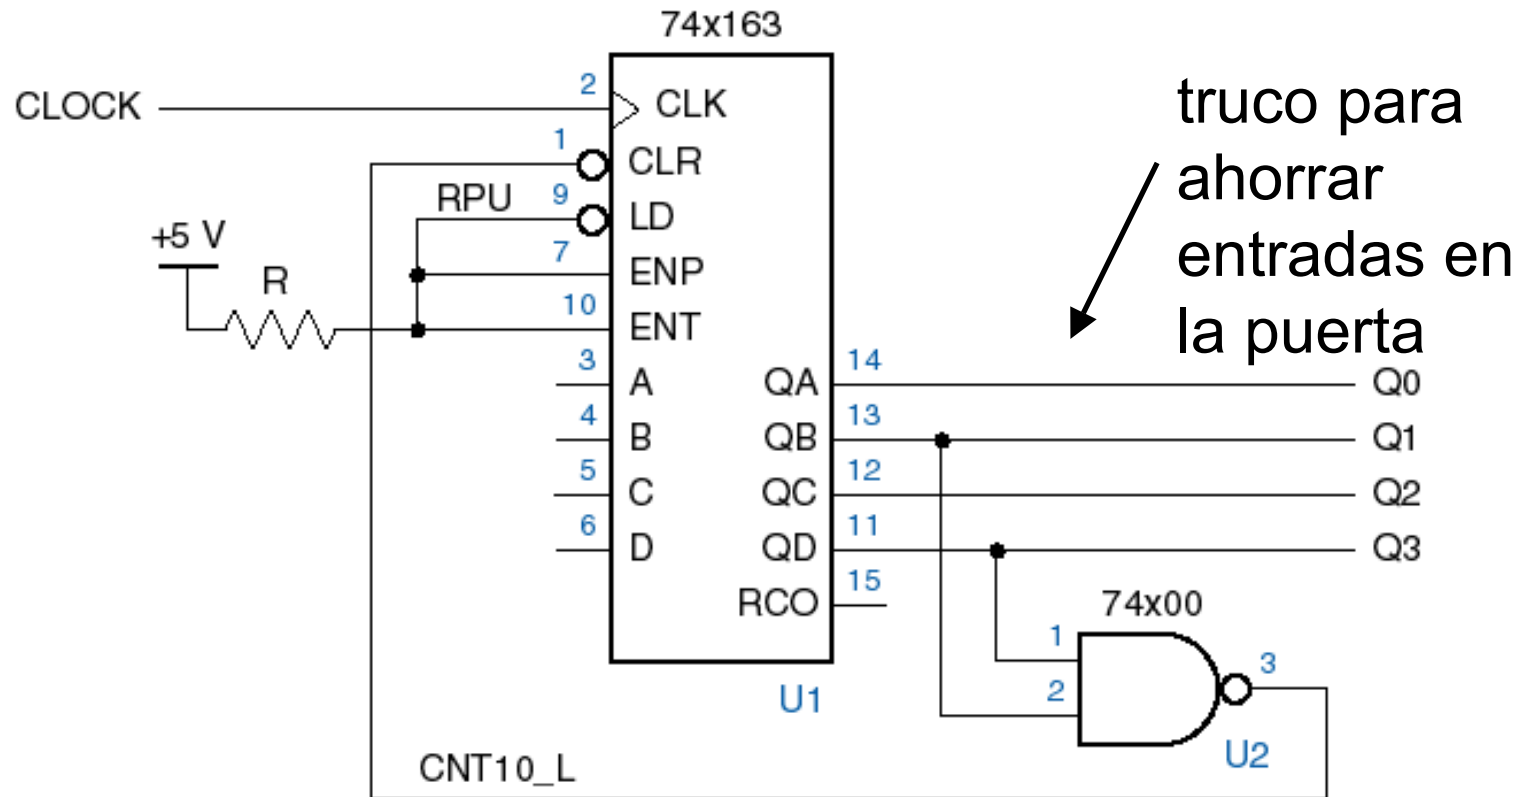 74x163
CLOCK
2
CLK
1
CLR
RPU
9
LD
+5 V
7
ENP
R
10
ENT
3
A
4
B
5
C
6
D
QA
14
Q0
QB
13
Q1
QC
12
Q2
QD
11
Q3
RCO
15
U1
truco para
ahorrar
entradas en
la puerta
74x00
1
2
3
U2
CNT10_L